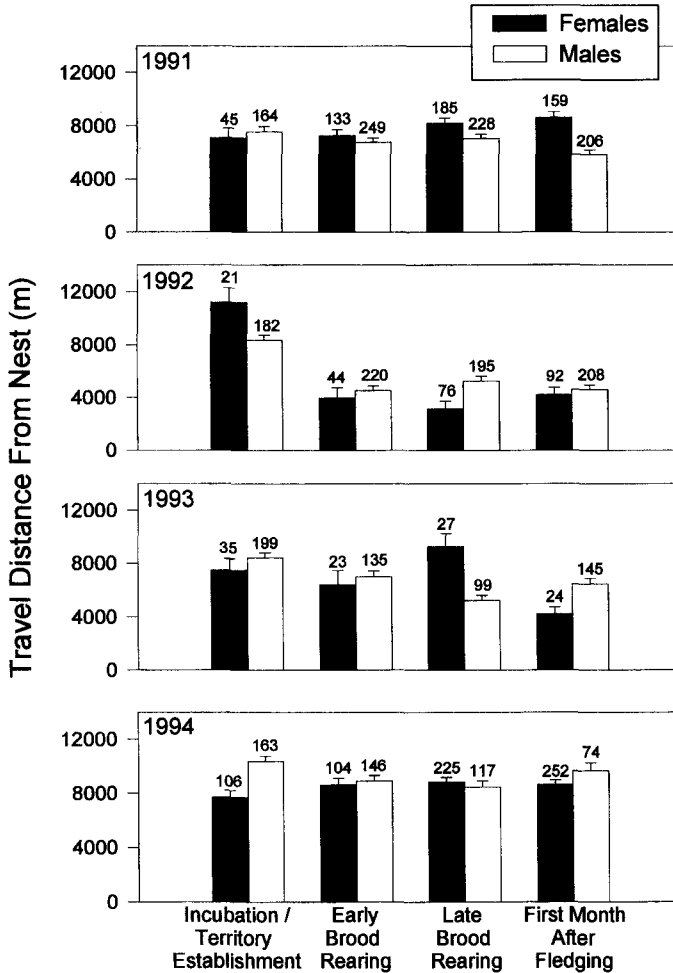 Females
Males
Travel Distance From Nest (m)
1991
12000
8000
4000
0
45 164 133 249 185 228 159 206
1992
12000
8000
4000
0
21 182 44 220 76 195 92 208
1993
12000
8000
4000
0
35 199 23 135 27 99 24 145
1994
12000
8000
4000
0
106 163 104 146 225 117 252 74
Incubation / Territory Establishment
Early Brood Rearing
Late Brood Rearing
First Month After Fledging